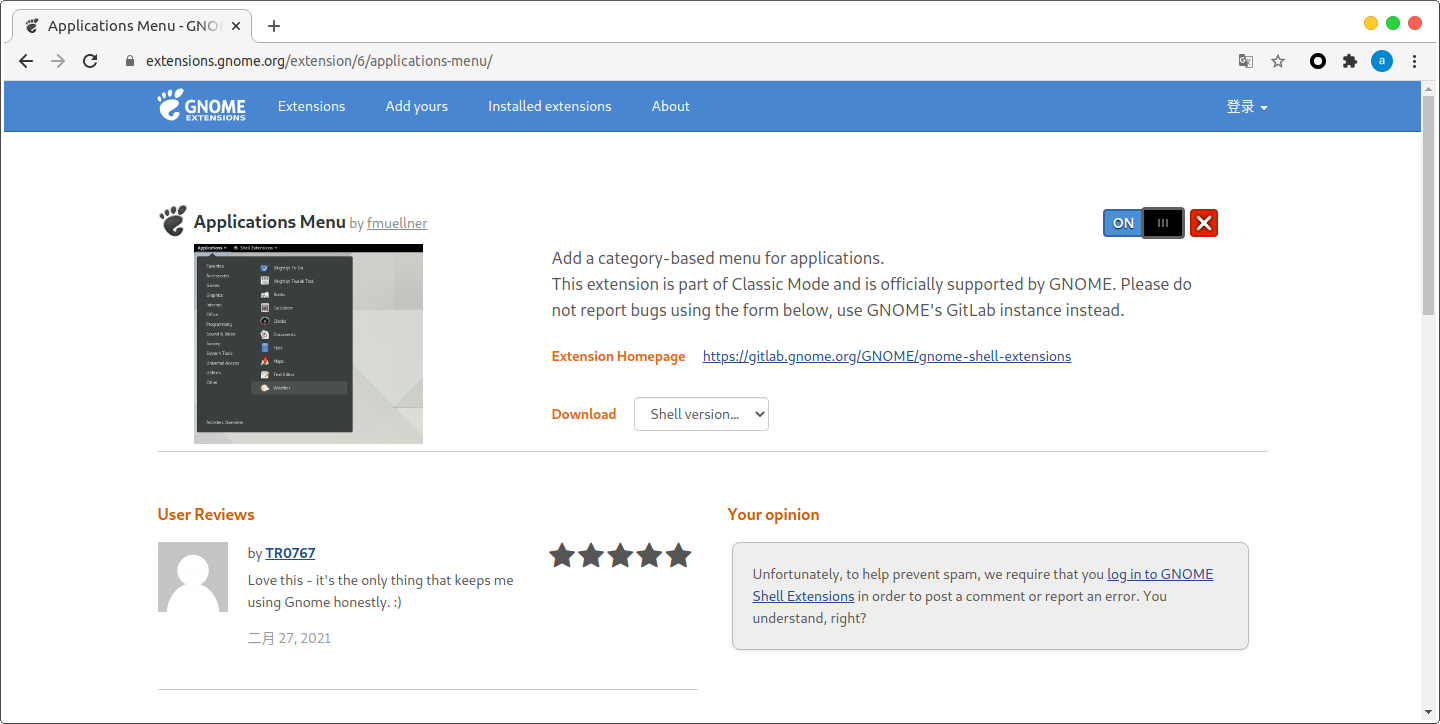 Applications Menu - GNO
extensions.gnome.org/extension/6/applications-menu/
a
GNOME
EXTENSIONS
Extensions
Add yours
Installed extensions
About
登录
Applications Menu by fmuellner
ON
Applications
Shell Extensions
Favorites
Accessories
Games
Graphics
Internet
Office
Programming
Sound & Video
Sundry
System Tools
Universal Access
Utilities
Other
Activities Overview
(Nightly) To Do
(Nightly) Tweak Tool
Books
Calculator
Clocks
Documents
Files
Maps
Text Editor
Weather
Add a category-based menu for applications.
This extension is part of Classic Mode and is officially supported by GNOME. Please do
not report bugs using the form below, use GNOME's GitLab instance instead.
Extension Homepage https://gitlab.gnome.org/GNOME/gnome-shell-extensions
Download Shell version...
User Reviews
by TR0767
Love this - it's the only thing that keeps me
using Gnome honestly. :)
二月 27, 2021
Your opinion
Unfortunately, to help prevent spam, we require that you log in to GNOME
Shell Extensions in order to post a comment or report an error. You
understand, right?